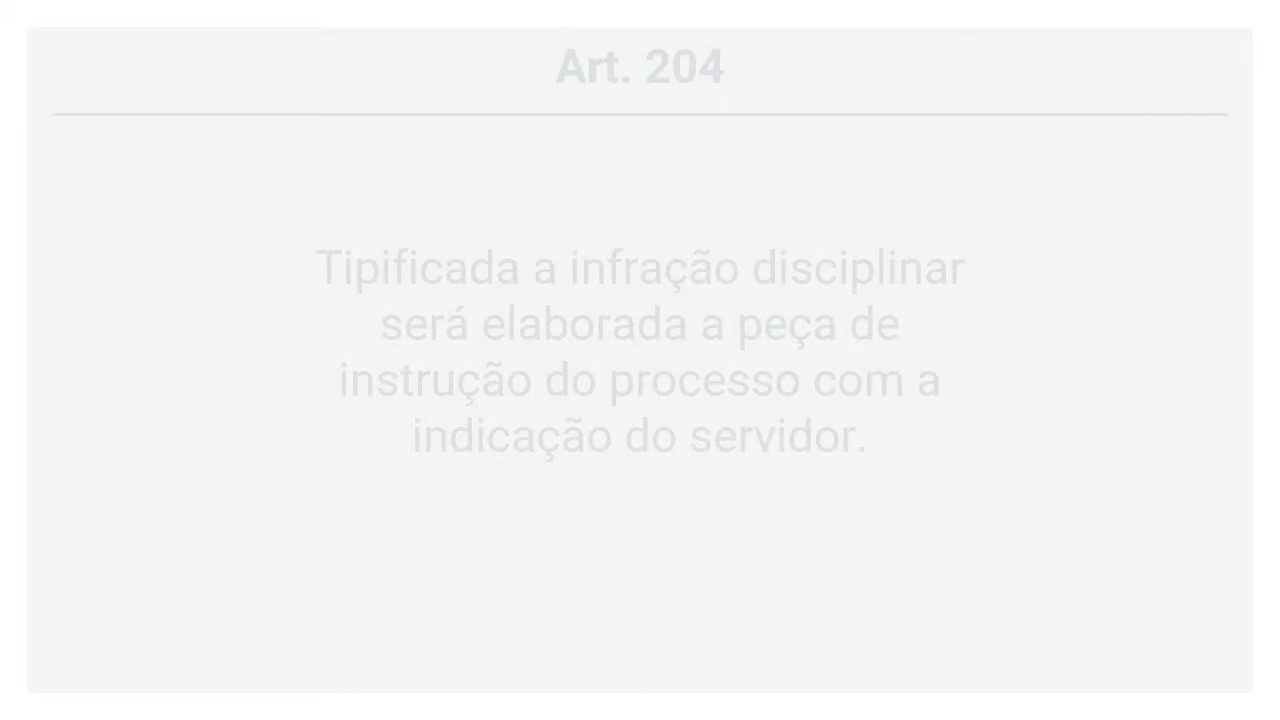 Art. 204
Tipificada a infração disciplinar
será elaborada a peça de
instrução do processo com a
indicação do servidor.